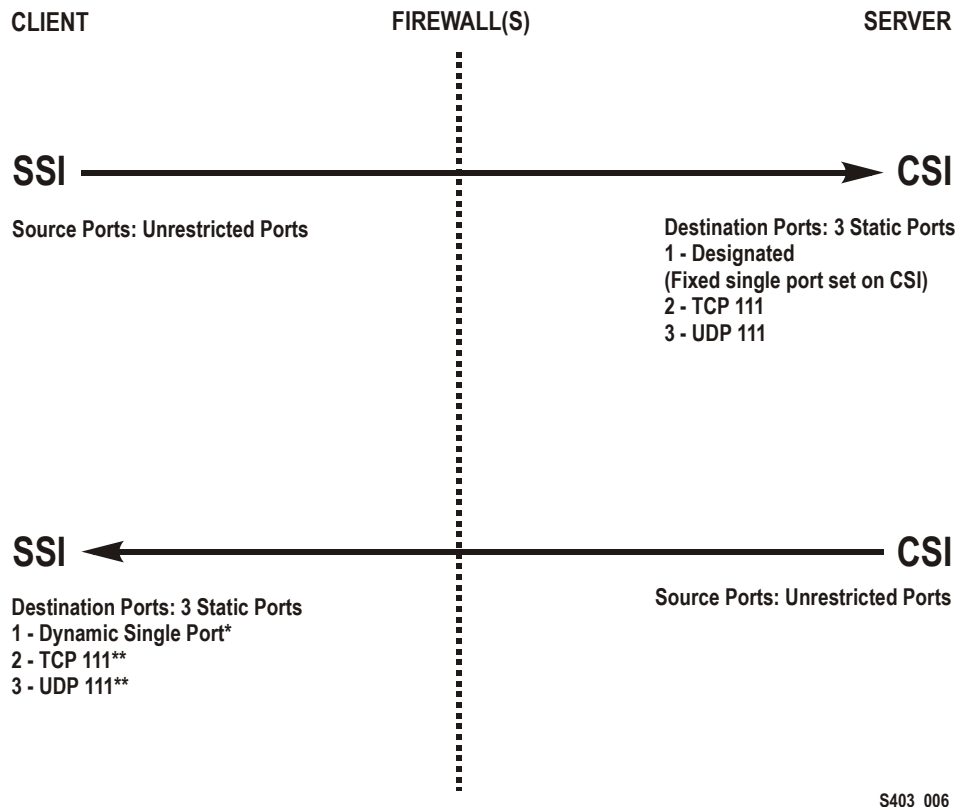 CLIENT FIREWALL(S) SERVER
SSI CSI
Source Ports: Unrestricted Ports
Destination Ports: 3 Static Ports
1 - Designated
(Fixed single port set on CSI)
2 - TCP 111
3 - UDP 111
SSI CSI
Destination Ports: 3 Static Ports
1 - Dynamic Single Port*
2 - TCP 111**
3 - UDP 111**
Source Ports: Unrestricted Ports
S403_006